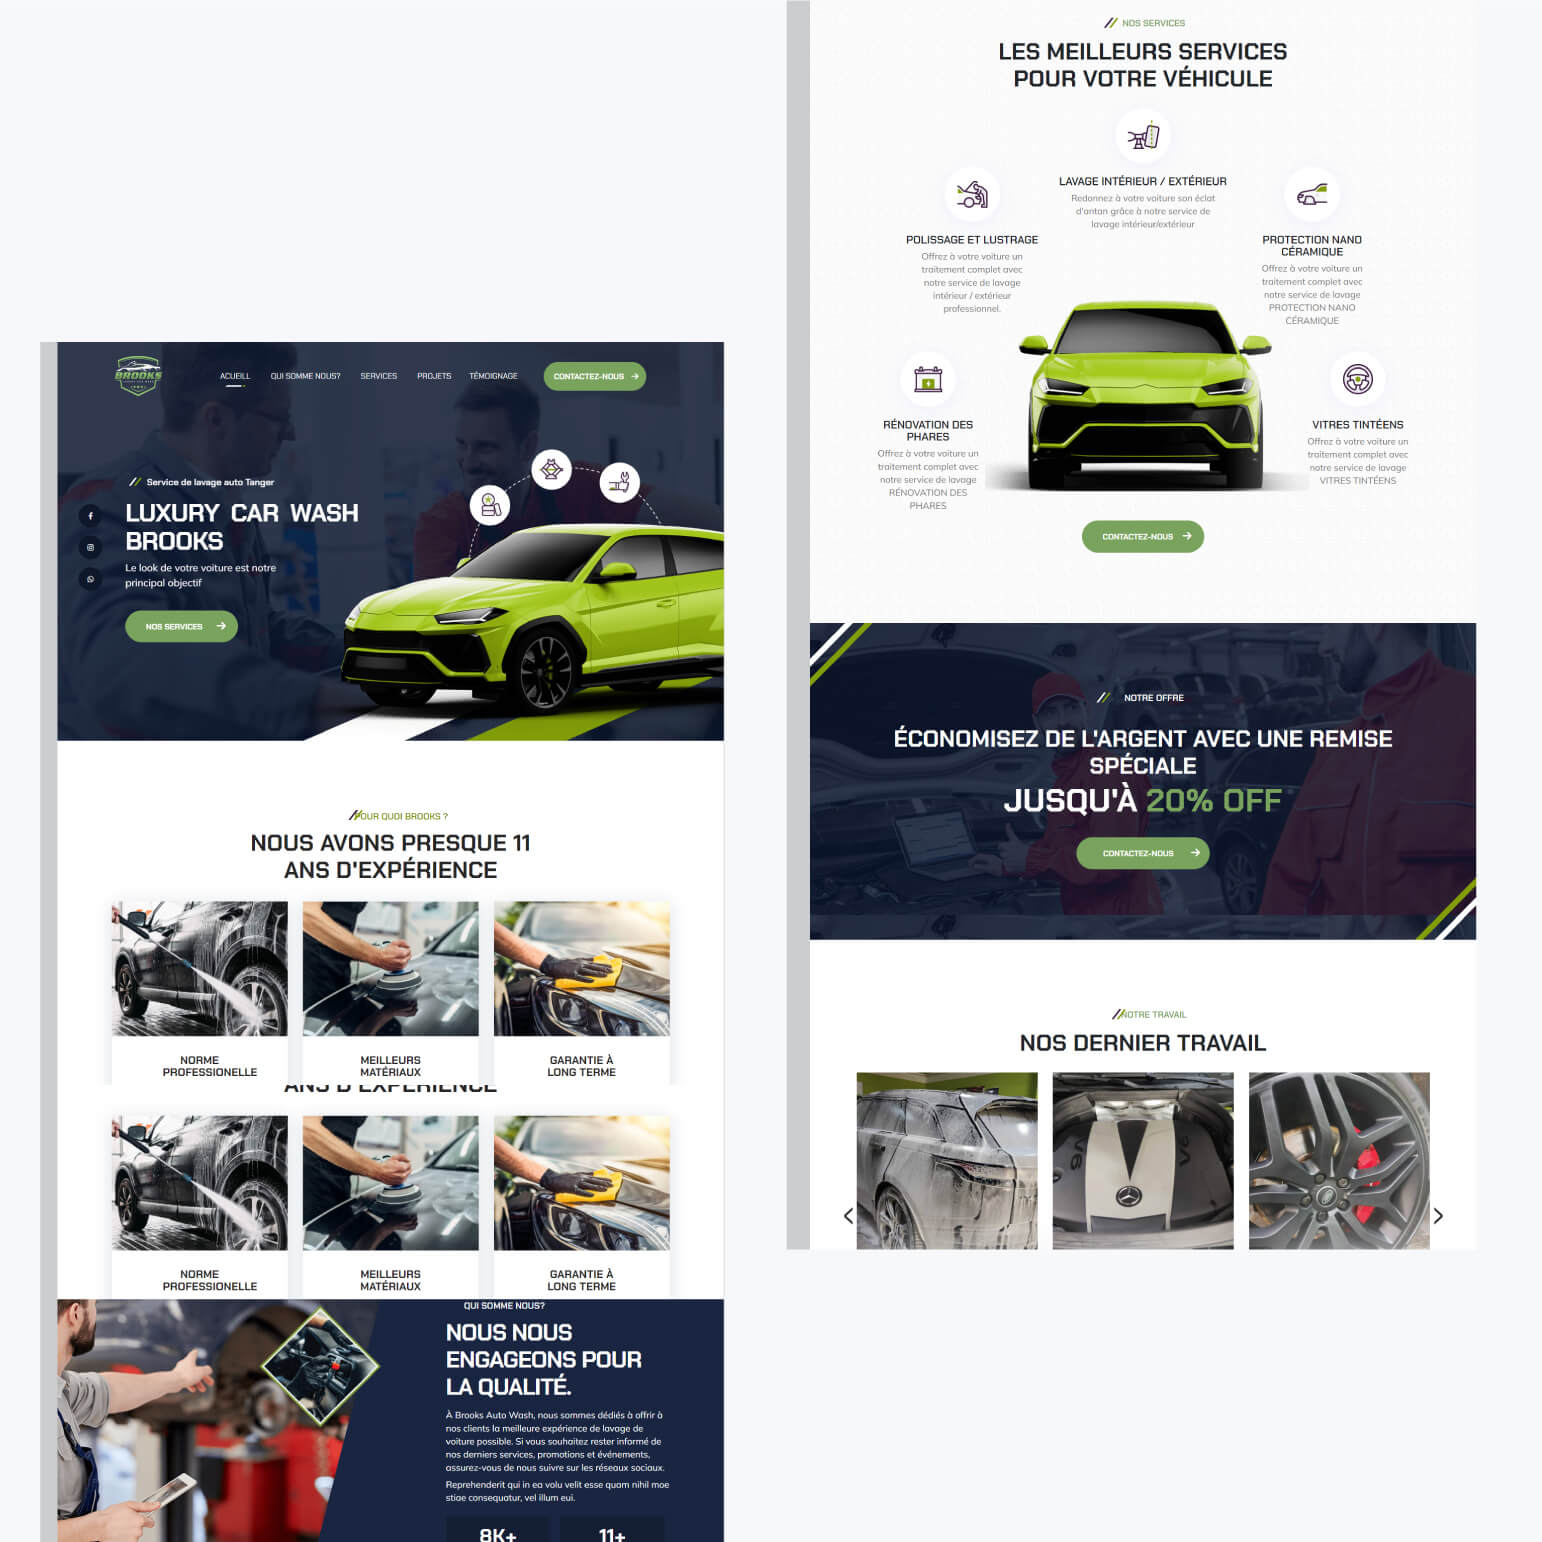 BROOKS
ACUEILL
QUI SOMME NOUS?
SERVICES
PROJETS
TÉMOIGNAGE
CONTACTEZ-NOUS
Service de lavage auto Tanger
LUXURY CAR WASH
BROOKS
Le look de votre voiture est notre
principal objectif
NOS SERVICES
POUR QUOI BROOKS ?
NOUS AVONS PRESQUE 11
ANS D'EXPÉRIENCE
NORME
PROFESSIONELLE
MEILLEURS
MATÉRIAUX
GARANTIE À
LONG TERME
ANS D'EXPÉRIENCE
NORME
PROFESSIONELLE
MEILLEURS
MATÉRIAUX
GARANTIE À
LONG TERME
QUI SOMME NOUS?
NOUS NOUS
ENGAGEONS POUR
LA QUALITÉ.
À Brooks Auto Wash, nous sommes dédiés à offrir à
nos clients la meilleure expérience de lavage de
voiture possible. Si vous souhaitez rester informé de
nos derniers services, promotions et événements,
assurez-vous de nous suivre sur les réseaux sociaux.
Reprehenderit qui in ea volu velit esse quam nihil moe
stiae consequatur, vel illum eui.
8K+
11+
NOS SERVICES
LES MEILLEURS SERVICES
POUR VOTRE VÉHICULE
LAVAGE INTÉRIEUR / EXTÉRIEUR
Redonnez à votre voiture son éclat
d'antan grâce à notre service de
lavage intérieur/extérieur
POLISSAGE ET LUSTRAGE
Offrez à votre voiture un
traitement complet avec
notre service de lavage
intérieur / extérieur
professionnel.
PROTECTION NANO
CÉRAMIQUE
Offrez à votre voiture un
traitement complet avec
notre service de lavage
PROTECTION NANO
CÉRAMIQUE
RÉNOVATION DES
PHARES
Offrez à votre voiture un
traitement complet avec
notre service de lavage
RÉNOVATION DES
PHARES
VITRES TINTÉENS
Offrez à votre voiture un
traitement complet avec
notre service de lavage
VITRES TINTÉENS
CONTACTEZ-NOUS
NOTRE OFFRE
ÉCONOMISEZ DE L'ARGENT AVEC UNE REMISE
SPÉCIALE
JUSQU'À 20% OFF
CONTACTEZ-NOUS
NOTRE TRAVAIL
NOS DERNIER TRAVAIL